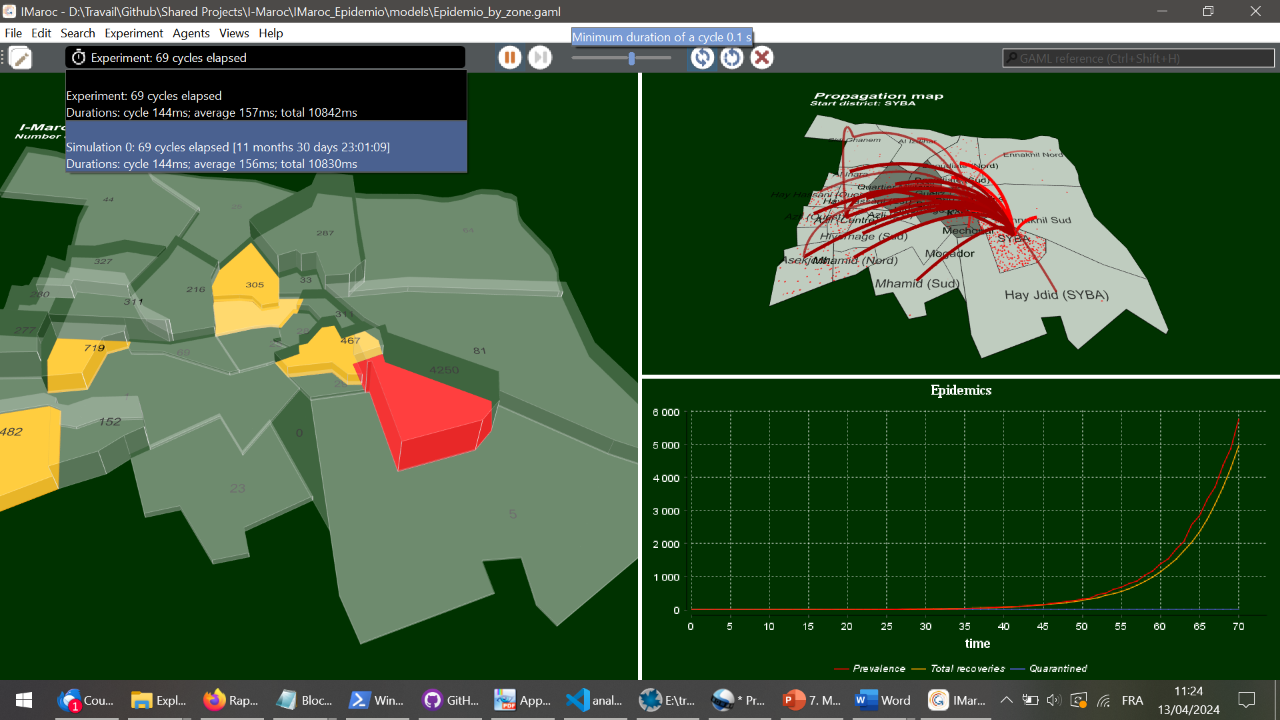 IMaroc - D:\Travail\Github\Shared Projects\I-Maroc\IMaroc_Epidemio\models\Epidemio_by_zone.gaml
File Edit Search Experiment Agents Views Help
Minimum duration of a cycle 0.1 s
Experiment: 69 cycles elapsed
GAML reference (Ctrl+Shift+H)
Experiment: 69 cycles elapsed
Durations: cycle 144ms; average 157ms; total 10842ms
Simulation 0: 69 cycles elapsed [11 months 30 days 23:01:09]
Durations: cycle 144ms; average 156ms; total 10830ms
I-Maroc
Number
44
267
327
216
305
33
311
277
719
467
81
4250
482
152
0
23
5
Propagation map
Start district: SYBA
Ennakhil Nord
Ennakhil Sud
SYBA
Hivernage (Sud)
Mogador
Mhamid (Nord)
Mhamid (Sud)
Hay Jdid (SYBA)
Epidemics
6 000
5 000
4 000
3 000
2 000
1 000
0
0 5 10 15 20 25 30 35 40 45 50 55 60 65 70
time
Prevalence Total recoveries Quarantined
1
Cou... Expl... Rap... Bloc... Win... GitH... App... anal... E:\tr... * Pr... 7. M... Word IMar...
FRA
11:24
13/04/2024